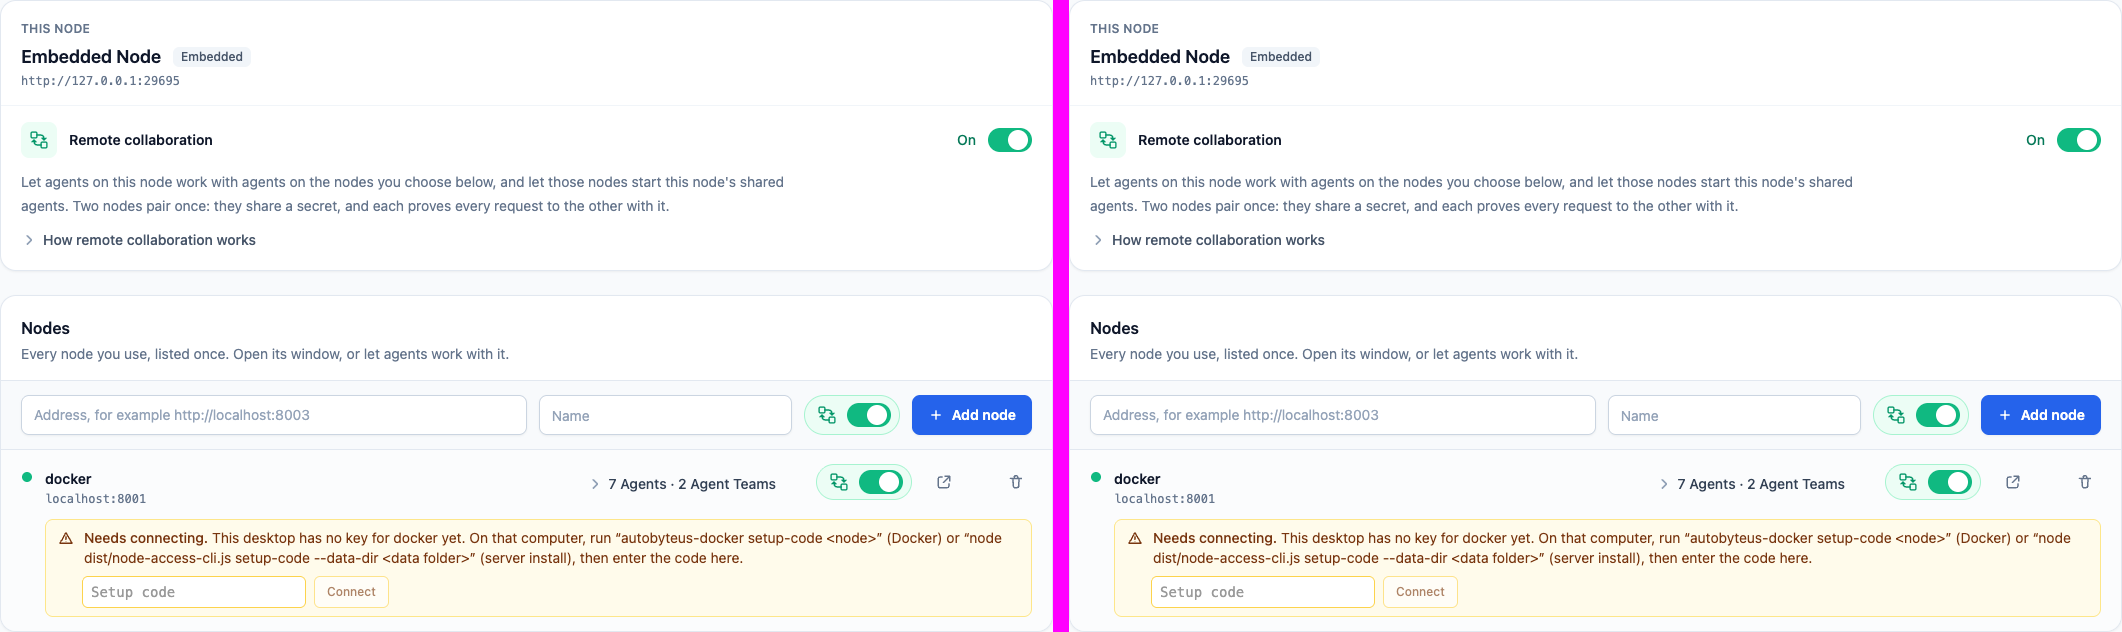 THIS NODE
Embedded Node Embedded
http://127.0.0.1:29695
Remote collaboration On
Let agents on this node work with agents on the nodes you choose below, and let those nodes start this node's shared
agents. Two nodes pair once: they share a secret, and each proves every request to the other with it.
How remote collaboration works
Nodes
Every node you use, listed once. Open its window, or let agents work with it.
Address, for example http://localhost:8003 Name + Add node
docker 7 Agents · 2 Agent Teams
localhost:8001
Needs connecting. This desktop has no key for docker yet. On that computer, run “autobyteus-docker setup-code <node>” (Docker) or “node
dist/node-access-cli.js setup-code --data-dir <data folder>” (server install), then enter the code here.
Setup code Connect
THIS NODE
Embedded Node Embedded
http://127.0.0.1:29695
Remote collaboration On
Let agents on this node work with agents on the nodes you choose below, and let those nodes start this node's shared
agents. Two nodes pair once: they share a secret, and each proves every request to the other with it.
How remote collaboration works
Nodes
Every node you use, listed once. Open its window, or let agents work with it.
Address, for example http://localhost:8003 Name + Add node
docker 7 Agents · 2 Agent Teams
localhost:8001
Needs connecting. This desktop has no key for docker yet. On that computer, run “autobyteus-docker setup-code <node>” (Docker) or “node
dist/node-access-cli.js setup-code --data-dir <data folder>” (server install), then enter the code here.
Setup code Connect